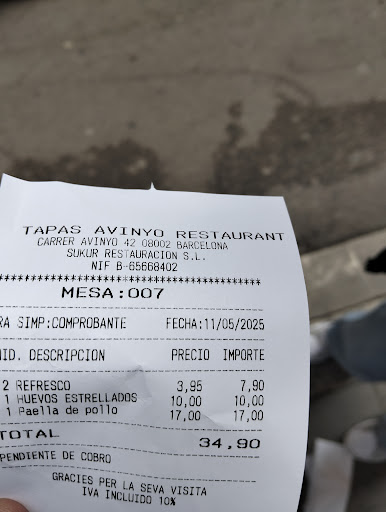 TAPAS AVINYO RESTAURANT
CARRER AVINYO 42 08002 BARCELONA
SUKUR RESTAURACION S.L.
NIF B-65668402
*****************************************
MESA:007
RA SIMP:COMPROBANTE FECHA:11/05/2025
NID. DESCRIPCION PRECIO IMPORTE
2 REFRESCO 3,95 7,90
1 HUEVOS ESTRELLADOS 10,00 10,00
1 Paella de pollo 17,00 17,00
TOTAL 34,90
PENDIENTE DE COBRO
GRACIES PER LA SEVA VISITA
IVA INCLUIDO 10%